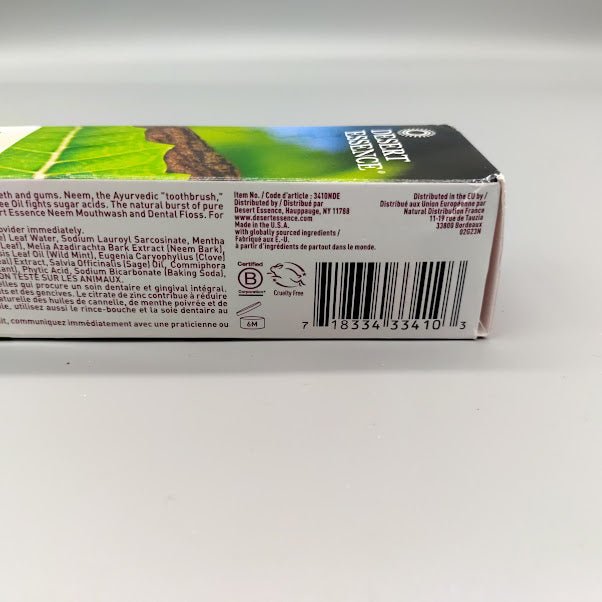 DESERT
ESSENCE®
eth and gums. Neem, the Ayurvedic "toothbrush,"
ee Oil fights sugar acids. The natural burst of pure
ert Essence Neem Mouthwash and Dental Floss. For
ovider immediately.
Leaf Water, Sodium Lauroyl Sarcosinate, Mentha
Leaf), Melia Azadirachta Bark Extract (Neem Bark),
sis Leaf Oil (Wild Mint), Eugenia Caryophyllus (Clove)
Extract, Salvia Officinalis (Sage) Oil, Commiphora
Phytic Acid, Sodium Bicarbonate (Baking Soda),
ON TESTÉ SUR LES ANIMAUX.
elles qui procure un soin dentaire et gingival intégral.
ts et des gencives. Le citrate de zinc contribue à réduire
naturelle des huiles de cannelle, de menthe poivrée et de
le, utilisez aussi le rince-bouche et la soie dentaire au
it, communiquez immédiatement avec une praticienne ou
Item No. / Code d'article : 3410NDE
Distributed by / Distribué par
Desert Essence, Hauppauge, NY 11788
www.desertessence.com
Made in the U.S.A.
with globally sourced ingredients /
Fabriqué aux É.-U.
à partir d'ingrédients de partout dans le monde.
Distributed in the EU by /
Distribué aux Union Européenne par
Natural Distribution France
11-19 rue de Tauzia
33800 Bordeaux
02G23N
Certified
B
Corporation
Cruelty Free
6M
7 18334 33410 3